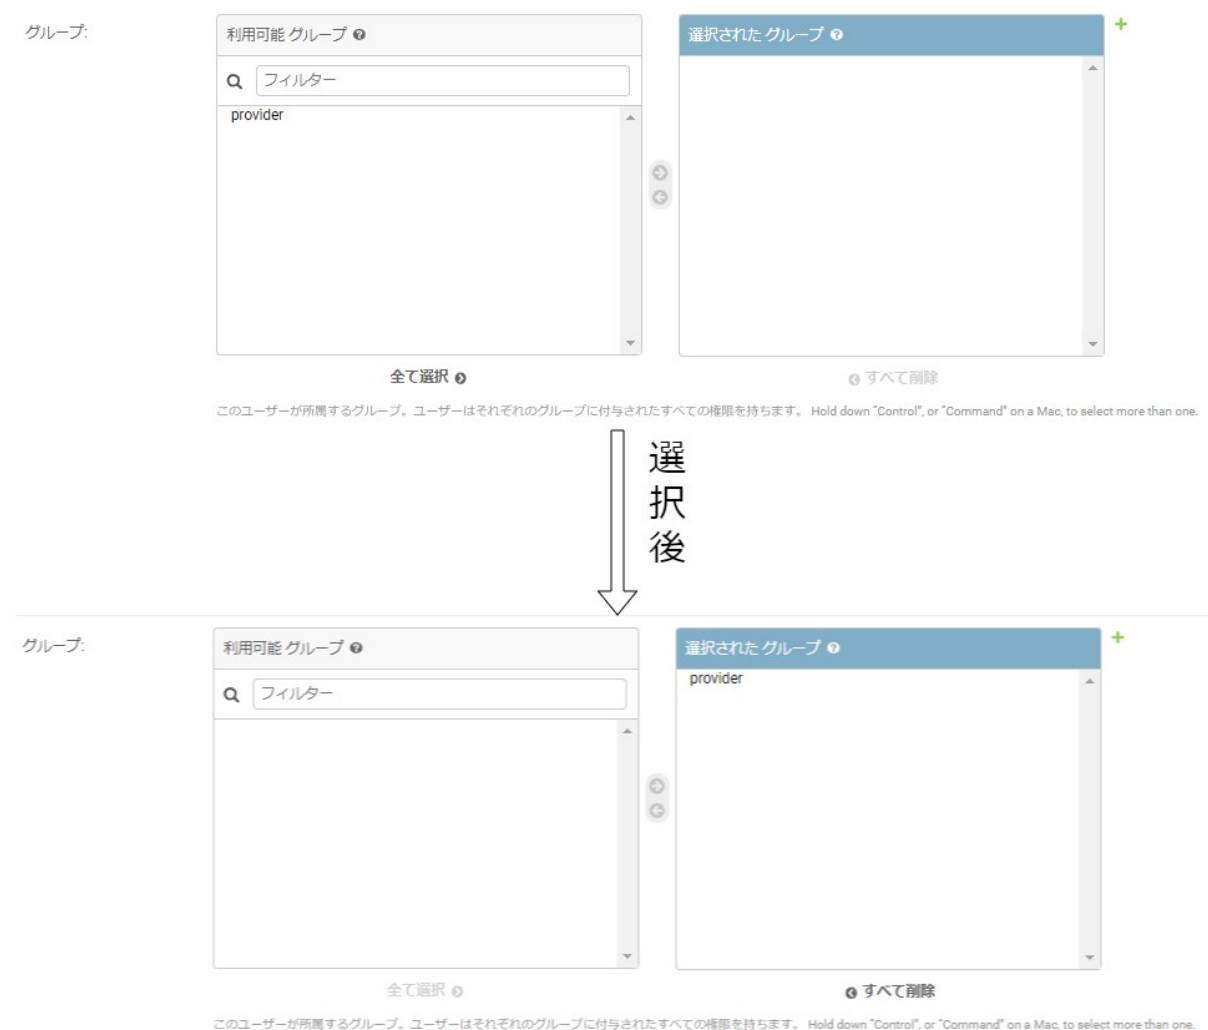 グループ:
利用可能 グループ
選択された グループ
フィルター
provider
全て選択
すべて削除
このユーザーが所属するグループ。ユーザーはそれぞれのグループに付与されたすべての権限を持ちます。 Hold down “Control”, or “Command” on a Mac, to select more than one.
選択後
グループ:
利用可能 グループ
選択された グループ
フィルター
provider
全て選択
すべて削除
このユーザーが所属するグループ。ユーザーはそれぞれのグループに付与されたすべての権限を持ちます。 Hold down “Control”, or “Command” on a Mac, to select more than one.